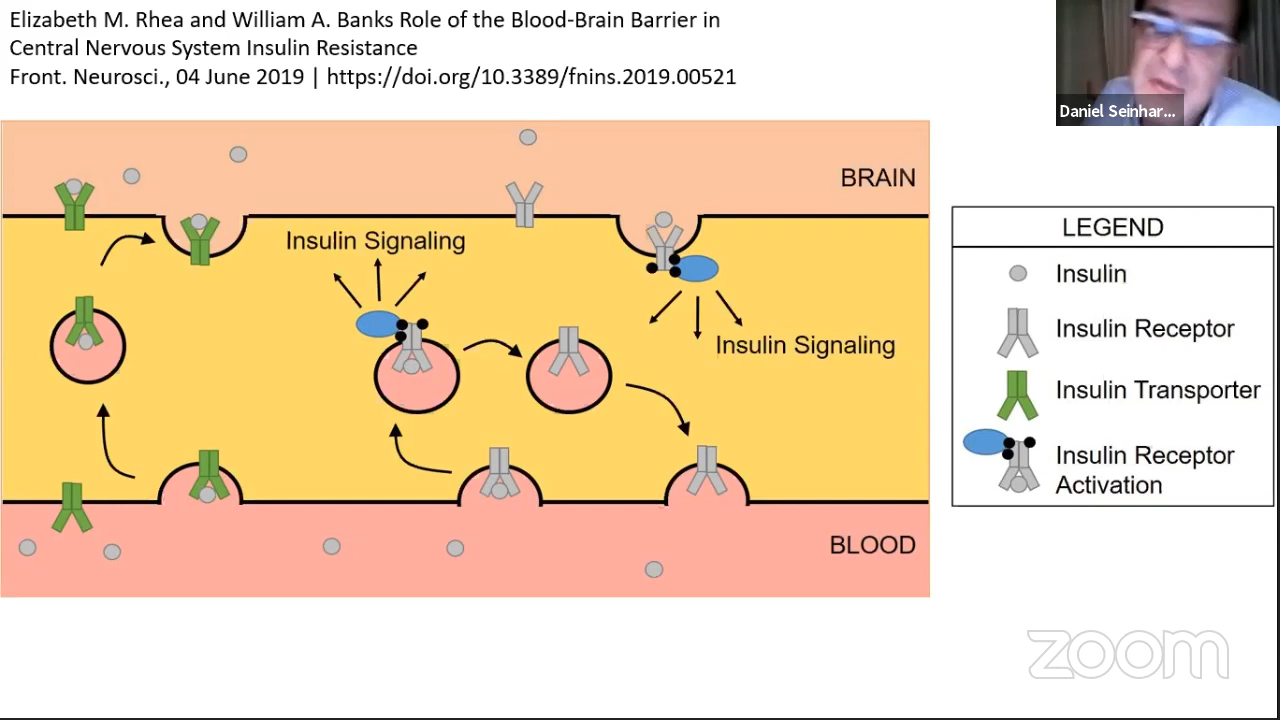 Elizabeth M. Rhea and William A. Banks Role of the Blood-Brain Barrier in
Central Nervous System Insulin Resistance
Front. Neurosci., 04 June 2019 | https://doi.org/10.3389/fnins.2019.00521
Daniel Seinhar...
BRAIN
Insulin Signaling
Insulin Signaling
BLOOD
LEGEND
Insulin
Insulin Receptor
Insulin Transporter
Insulin Receptor
Activation
zoom